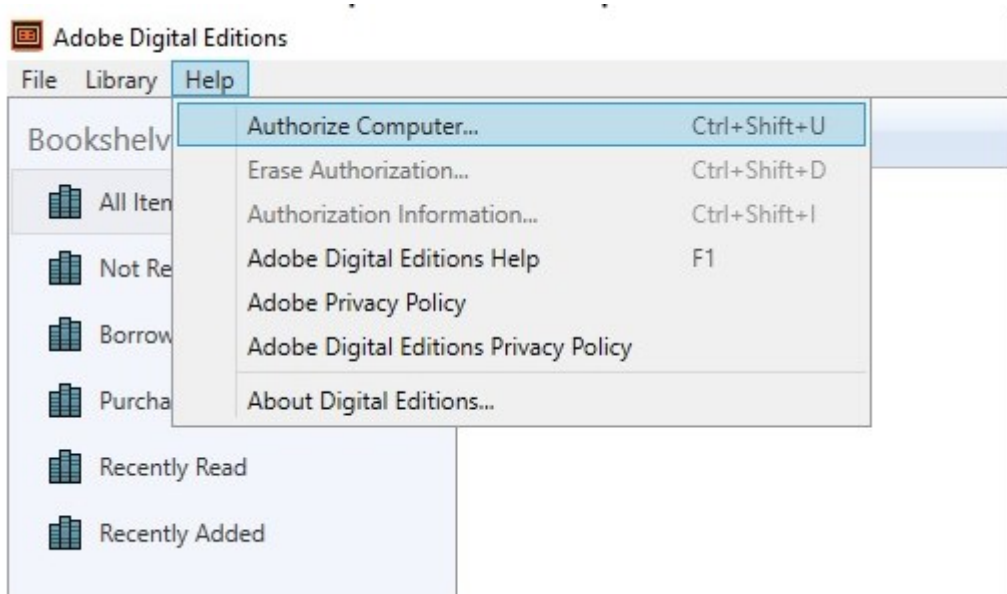 Adobe Digital Editions
File Library Help
Authorize Computer... Ctrl+Shift+U
Erase Authorization... Ctrl+Shift+D
Authorization Information... Ctrl+Shift+I
Adobe Digital Editions Help F1
Adobe Privacy Policy
Adobe Digital Editions Privacy Policy
About Digital Editions...
Bookshelv
All Iten
Not Re
Borrow
Purcha
Recently Read
Recently Added